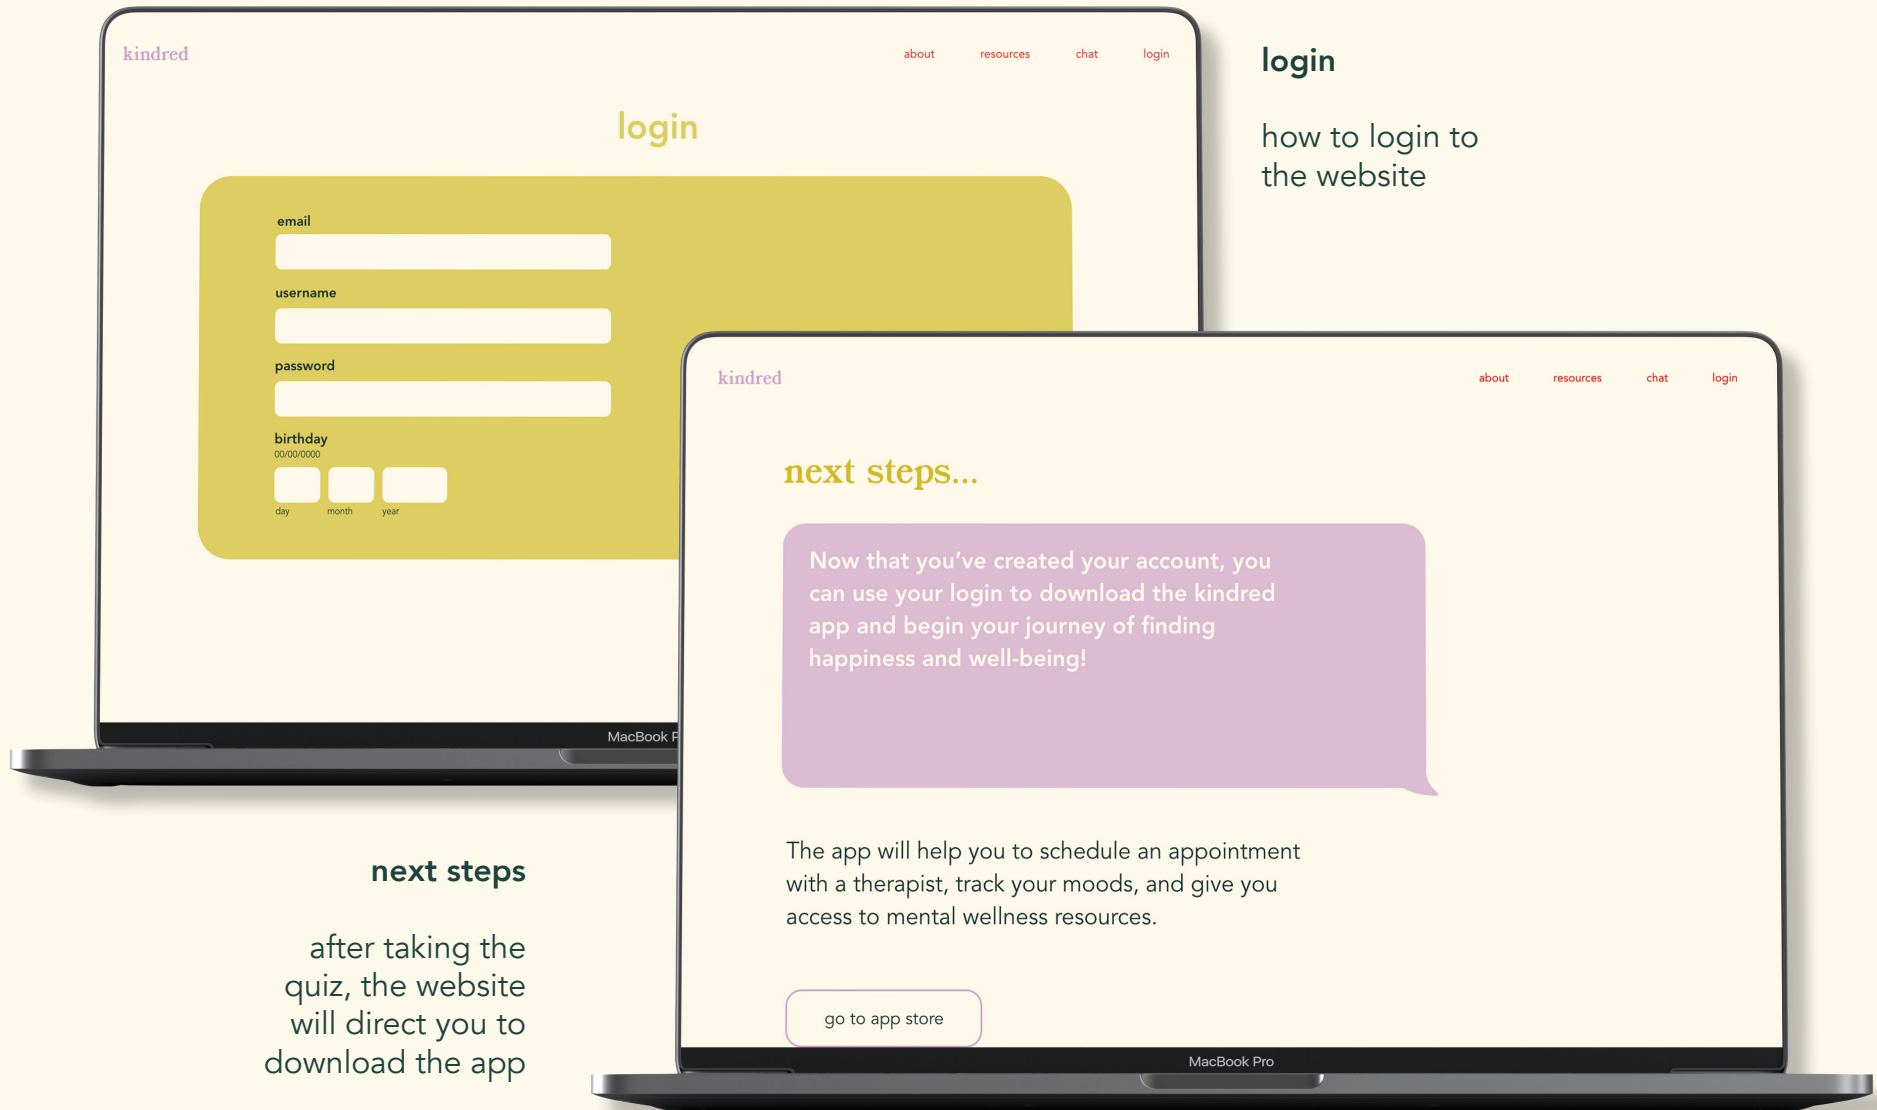 kindred
about resources chat login
login
email
username
password
birthday
00/00/0000
day month year
login
how to login to
the website
kindred
about resources chat login
next steps...
Now that you've created your account, you
can use your login to download the kindred
app and begin your journey of finding
happiness and well-being!
The app will help you to schedule an appointment
with a therapist, track your moods, and give you
access to mental wellness resources.
go to app store
MacBook Pro
next steps
after taking the
quiz, the website
will direct you to
download the app
MacBook